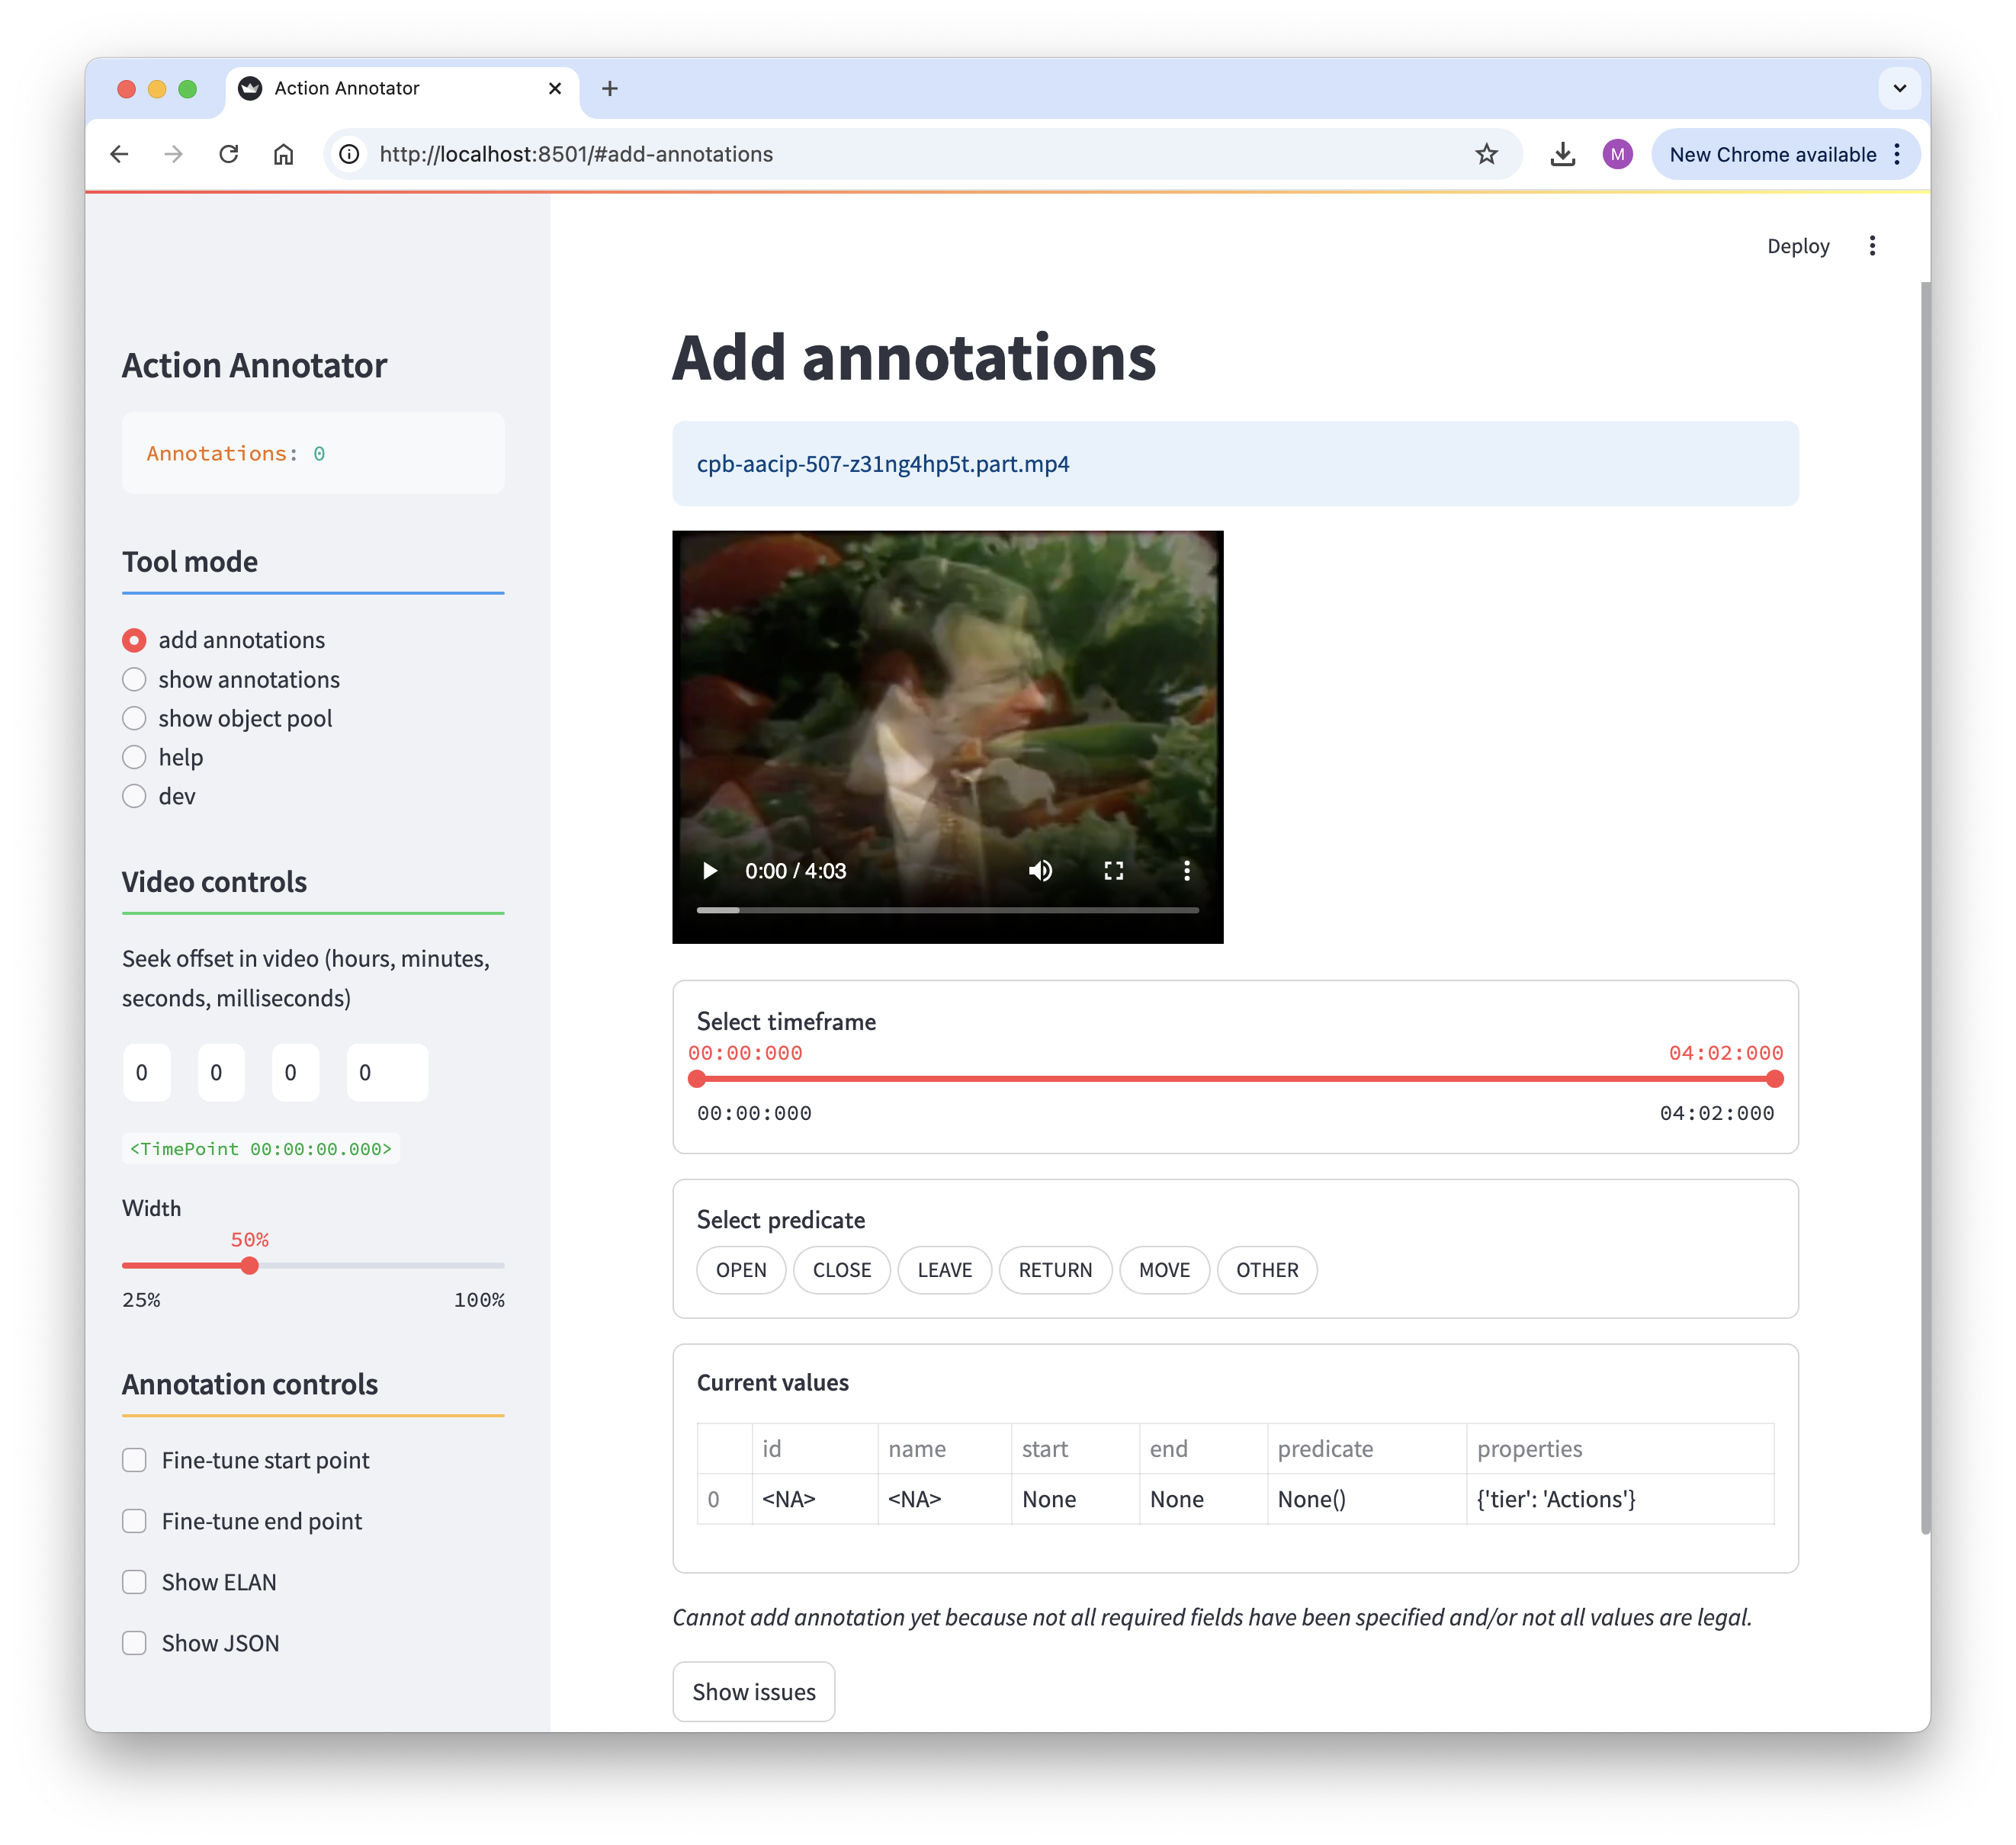 Action Annotator
http://localhost:8501/#add-annotations
M
New Chrome available
Deploy
Action Annotator
Annotations: 0
Tool mode
add annotations
show annotations
show object pool
help
dev
Video controls
Seek offset in video (hours, minutes,
seconds, milliseconds)
0 0 0 0
<TimePoint 00:00:00.000>
Width
50%
25% 100%
Annotation controls
Fine-tune start point
Fine-tune end point
Show ELAN
Show JSON
Add annotations
cpb-aacip-507-z31ng4hp5t.part.mp4
0:00 / 4:03
Select timeframe
00:00:000 04:02:000
00:00:000 04:02:000
Select predicate
OPEN CLOSE LEAVE RETURN MOVE OTHER
Current values
id name start end predicate properties
0 <NA> <NA> None None None() {'tier': 'Actions'}
Cannot add annotation yet because not all required fields have been specified and/or not all values are legal.
Show issues